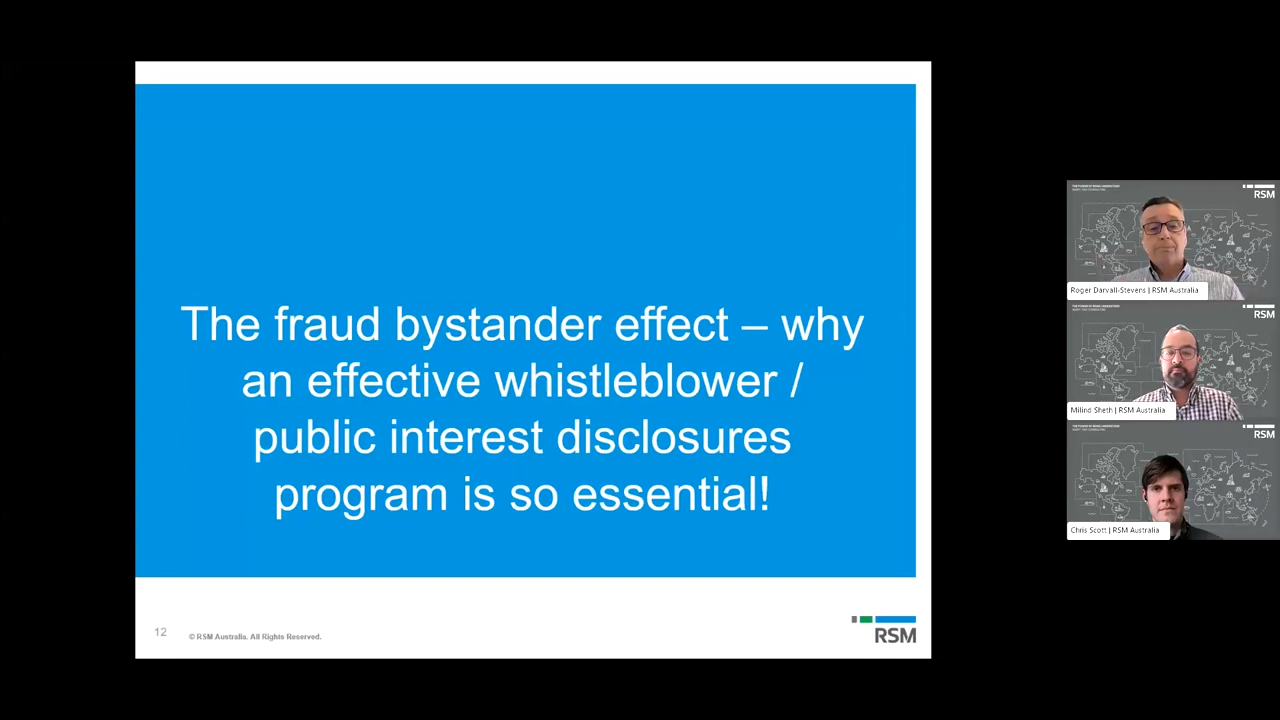 The fraud bystander effect – why
an effective whistleblower /
public interest disclosures
program is so essential!
12
© RSM Australia. All Rights Reserved.
RSM
RSM
Roger Darvall-Stevens | RSM Australia
RSM
Milind Sheth | RSM Australia
RSM
Chris Scott | RSM Australia